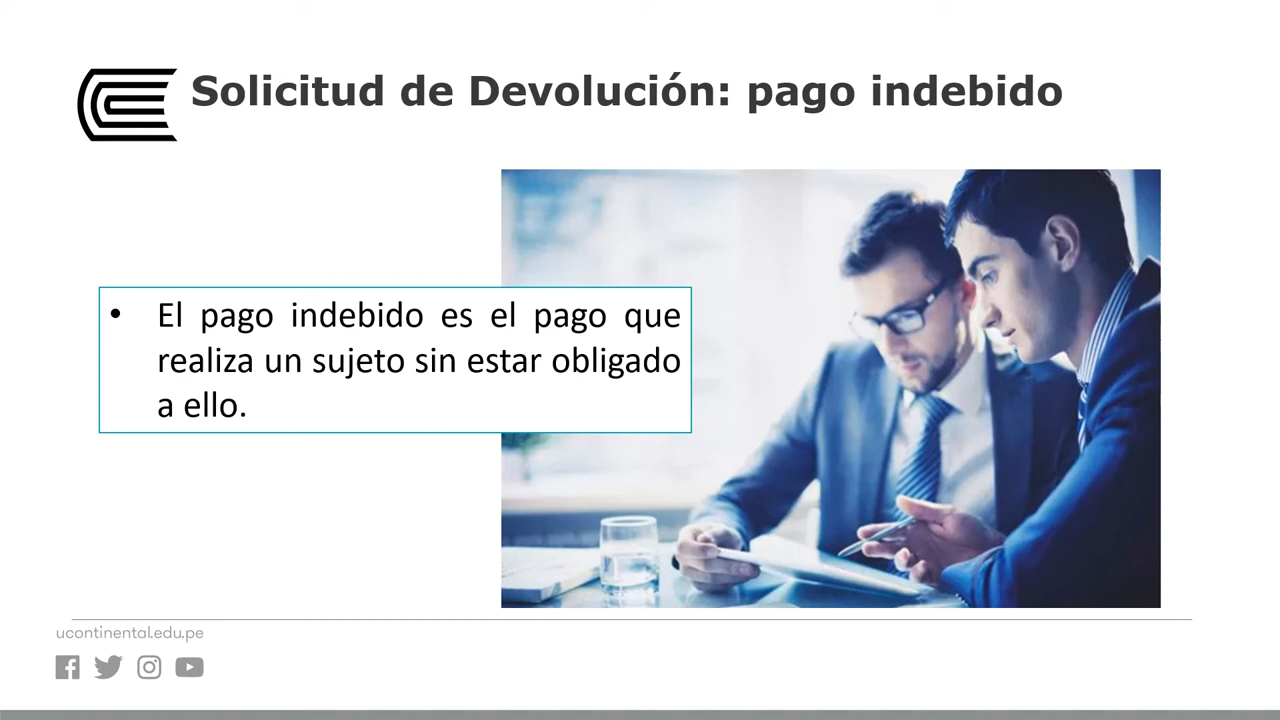 Solicitud de Devolución: pago indebido
• El pago indebido es el pago que
realiza un sujeto sin estar obligado
a ello.
ucontinental.edu.pe